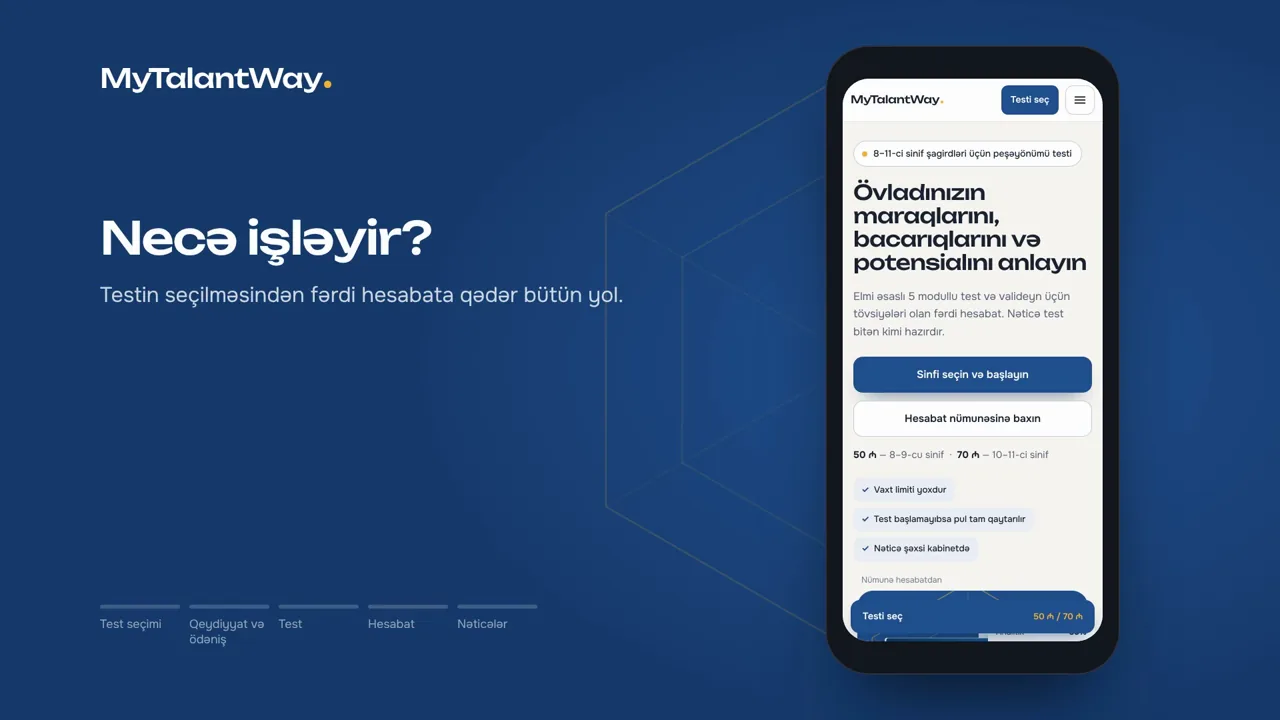 MyTalantWay.
Necə işləyir?
Testin seçilməsindən fərdi hesabata qədər bütün yol.
Test seçimi
Qeydiyyat və
ödəniş
Test
Hesabat
Nəticələr
MyTalantWay.
Testi seç
8–11-ci sinif şagirdləri üçün peşəyönümü testi
Övladınızın
maraqlarını,
bacarıqlarını və
potensialını anlayın
Elmi əsaslı 5 modullu test və valideyn üçün
tövsiyələri olan fərdi hesabat. Nəticə test
bitən kimi hazırdır.
Sinfi seçin və başlayın
Hesabat nümunəsinə baxın
50 ₼ — 8–9-cu sinif · 70 ₼ — 10–11-ci sinif
✓ Vaxt limiti yoxdur
✓ Test başlamayıbsa pul tam qaytarılır
✓ Nəticə şəxsi kabinetdə
Nümunə hesabatdan
Testi seç
50 ₼ / 70 ₼